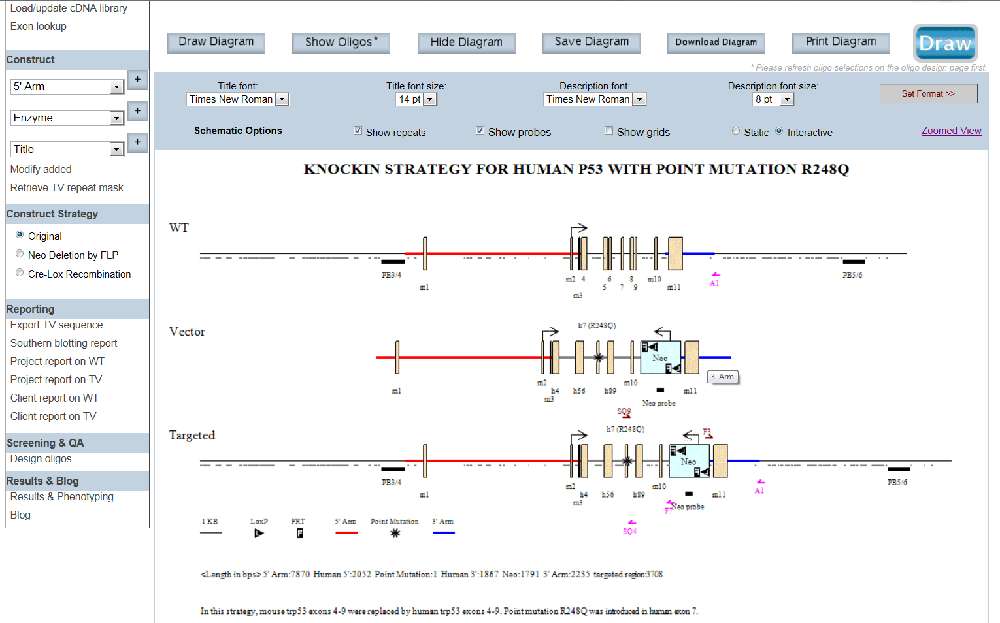 Load/update cDNA library
Exon lookup
Construct
5' Arm
+
Enzyme
+
Title
+
Modify added
Retrieve TV repeat mask
Construct Strategy
Original
Neo Deletion by FLP
Cre-Lox Recombination
Reporting
Export TV sequence
Southern blotting report
Project report on WT
Project report on TV
Client report on WT
Client report on TV
Screening & QA
Design oligos
Results & Blog
Results & Phenotyping
Blog
Draw Diagram Show Oligos* Hide Diagram Save Diagram Download Diagram Print Diagram Draw
* Please refresh oligo selections on the oligo design page first.
Title font: Title font size: Description font: Description font size:
Times New Roman 14 pt Times New Roman 8 pt Set Format >>
Schematic Options Show repeats Show probes Show grids Static Interactive Zoomed View
KNOCKIN STRATEGY FOR HUMAN P53 WITH POINT MUTATION R248Q
WT
PB3/4 m2 4 6 8 m10 A1 PB5/6
m1 5 7 9 m11
m3
h7 (R248Q)
Vector
Neo
3' Arm
m2 m10
m1 h4 h56 h89 m11
m3
Neo probe
SQ9
h7 (R248Q) F3
Targeted
Neo
PB3/4 m2 m10 A1 PB5/6
m1 h4 h56 h89 m11
m3
F7 Neo probe
1 KB LoxP FRT 5' Arm Point Mutation 3' Arm
L F
SQ4
<Length in bps> 5' Arm:7870 Human 5':2052 Point Mutation:1 Human 3':1867 Neo:1791 3' Arm:2235 targeted region:3708
In this strategy, mouse trp53 exons 4-9 were replaced by human trp53 exons 4-9. Point mutation R248Q was introduced in human exon 7.